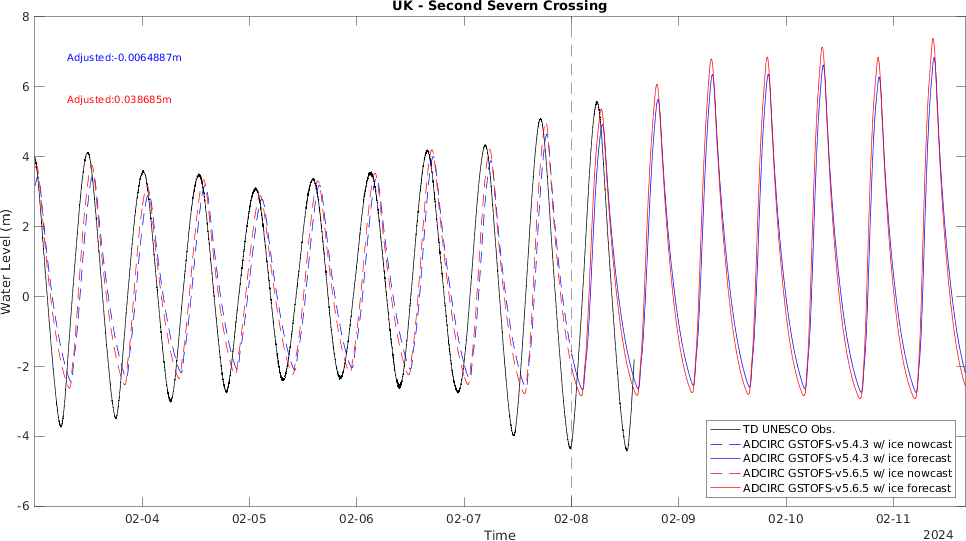 UK - Second Severn Crossing
8
6
4
2
0
-2
-4
-6
Water Level (m)
Adjusted:-0.0064887m
Adjusted:0.038685m
TD UNESCO Obs.
ADCIRC GSTOFS-v5.4.3 w/ ice nowcast
ADCIRC GSTOFS-v5.4.3 w/ ice forecast
ADCIRC GSTOFS-v5.6.5 w/ ice nowcast
ADCIRC GSTOFS-v5.6.5 w/ ice forecast
02-04 02-05 02-06 02-07 02-08 02-09 02-10 02-11
Time
2024